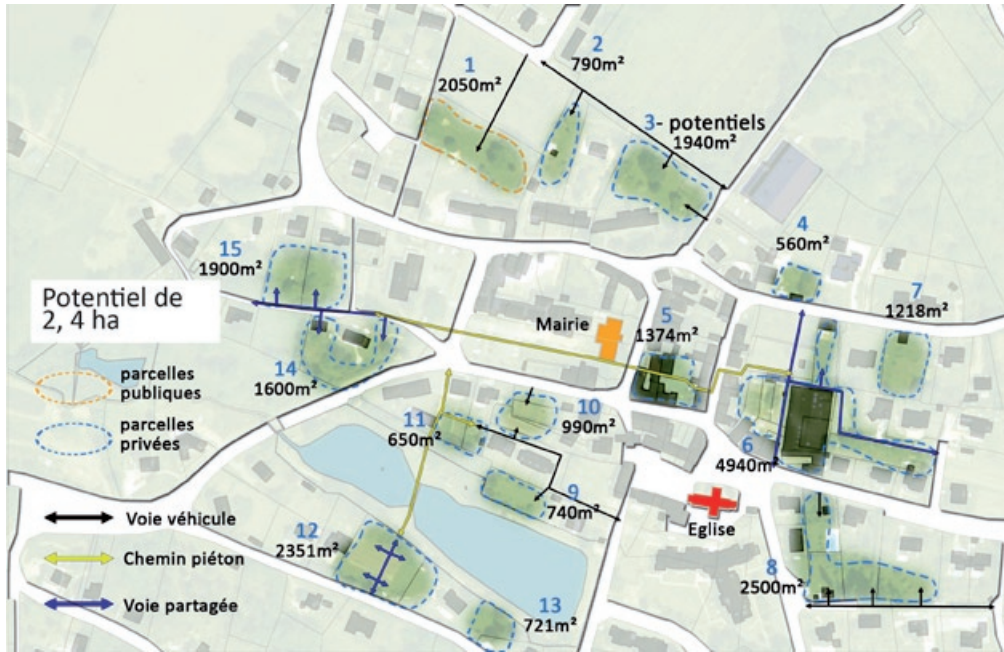 1
2050m²
2
790m²
3- potentiels
1940m²
4
560m²
15
1900m²
7
1218m²
Potentiel de
2, 4 ha
Mairie
5
1374m²
parcelles
publiques
14
1600m²
parcelles
privées
11
650m²
10
990m²
6
4940m²
9
740m²
Eglise
Voie véhicule
12
2351m²
Chemin piéton
8
2500m²
Voie partagée
13
721m²